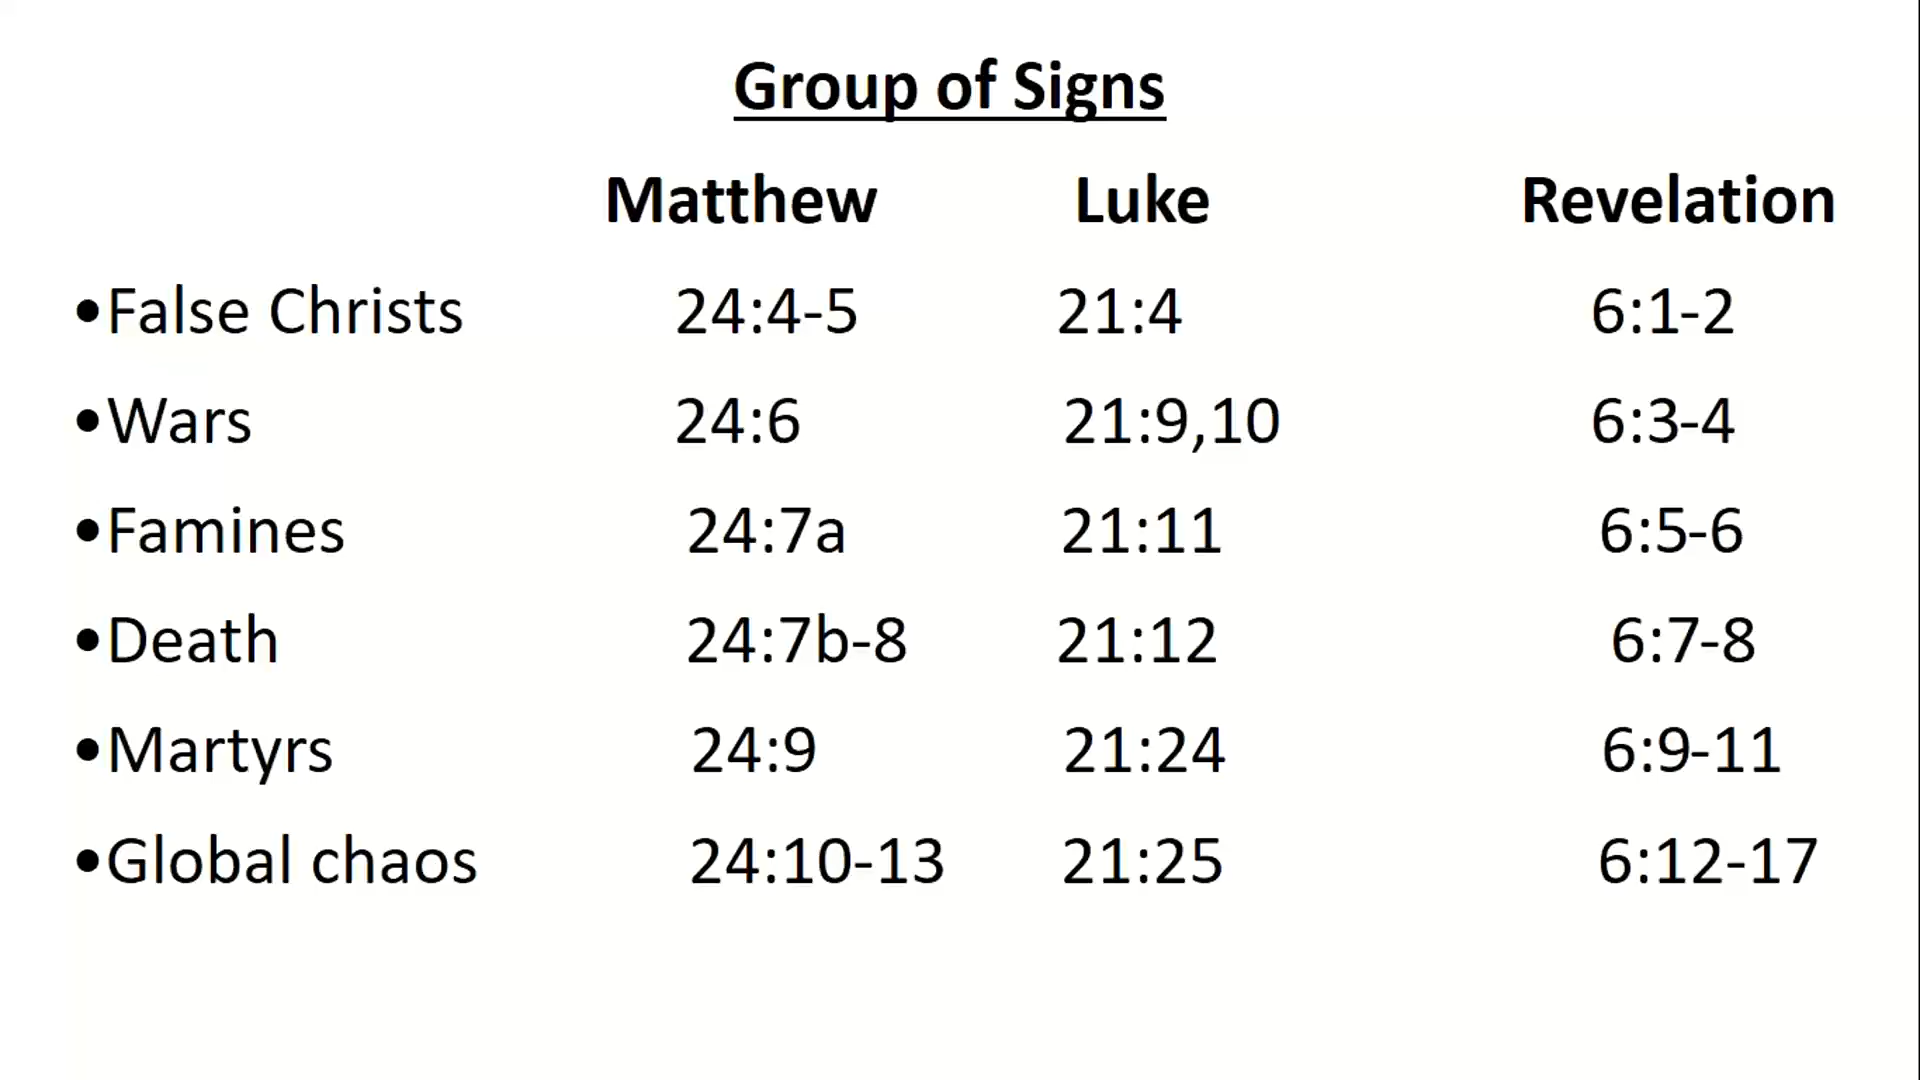 Group of Signs
Matthew Luke Revelation
•False Christs 24:4-5 21:4 6:1-2
•Wars 24:6 21:9,10 6:3-4
•Famines 24:7a 21:11 6:5-6
•Death 24:7b-8 21:12 6:7-8
•Martyrs 24:9 21:24 6:9-11
•Global chaos 24:10-13 21:25 6:12-17